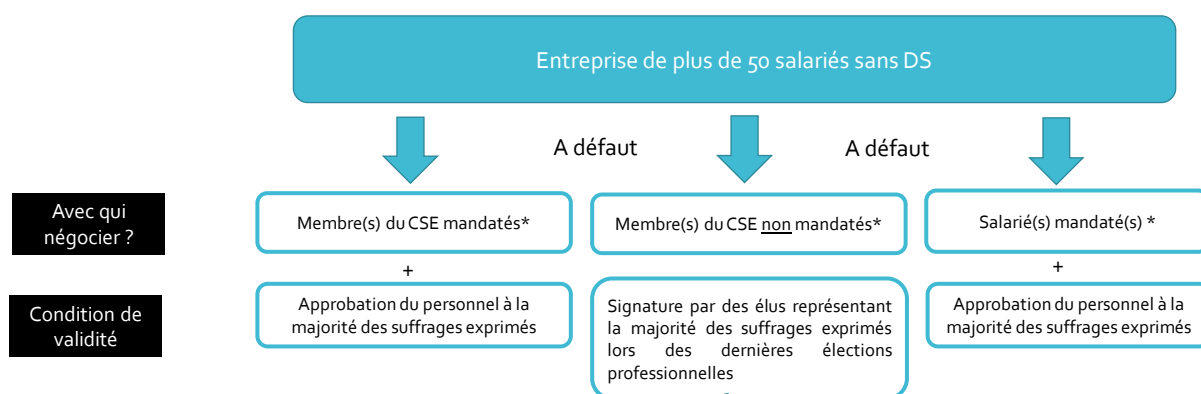 Entreprise de plus de 50 salariés sans DS
A défaut
A défaut
Avec qui
négocier ?
Membre(s) du CSE mandatés*
Membre(s) du CSE non mandatés*
Salarié(s) mandaté(s) *
+
+
Condition de
validité
Approbation du personnel à la
majorité des suffrages exprimés
Signature par des élus représentant
la majorité des suffrages exprimés
lors des dernières élections
professionnelles
Approbation du personnel à la
majorité des suffrages exprimés